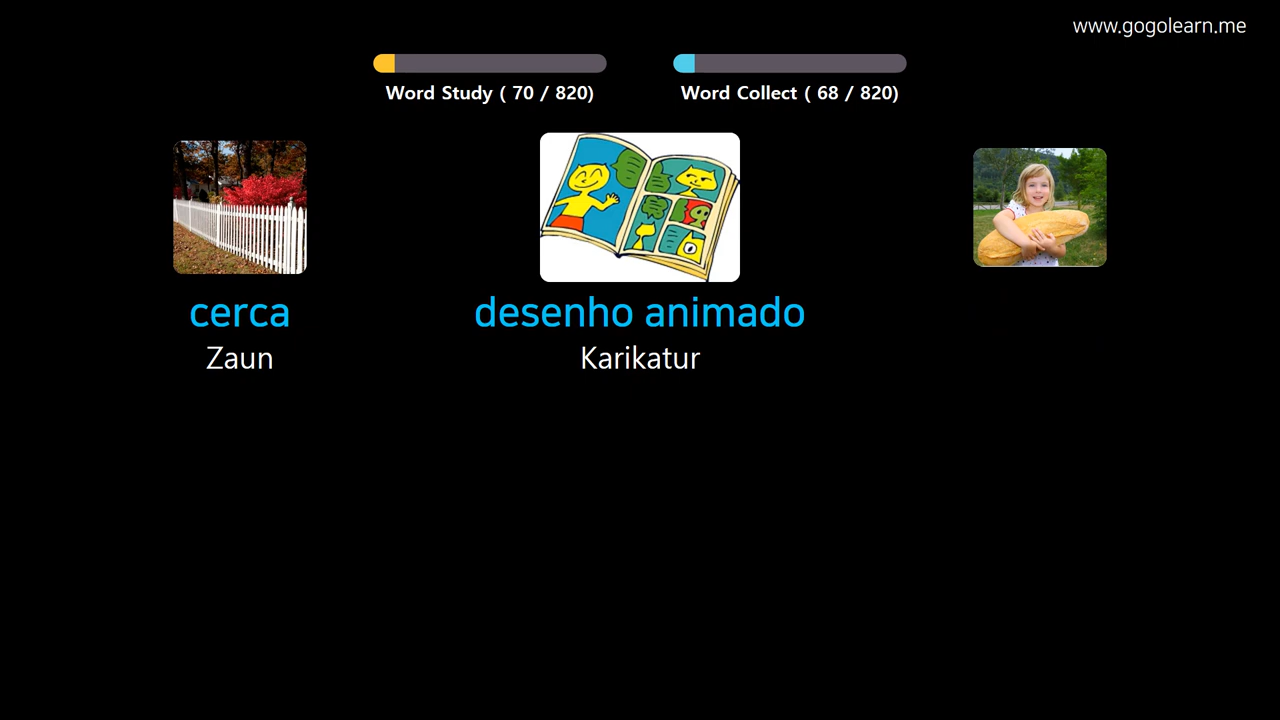 www.gogolearn.me
Word Study ( 70 / 820)
Word Collect ( 68 / 820)
cerca
desenho animado
Zaun
Karikatur